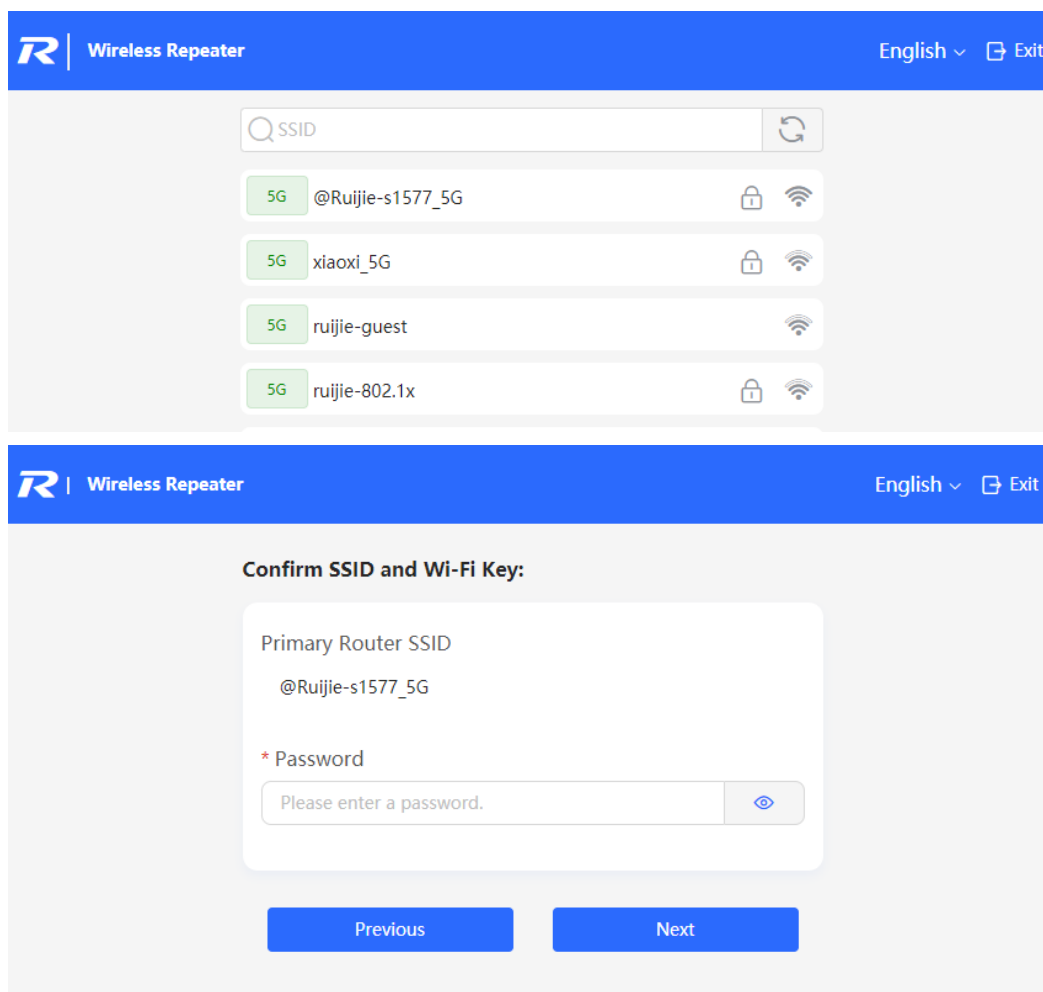 R Wireless Repeater English Exit
SSID
5G @Ruijie-s1577_5G
5G xiaoxi_5G
5G ruijie-guest
5G ruijie-802.1x
R Wireless Repeater English Exit
Confirm SSID and Wi-Fi Key:
Primary Router SSID
@Ruijie-s1577_5G
* Password
Please enter a password.
Previous Next